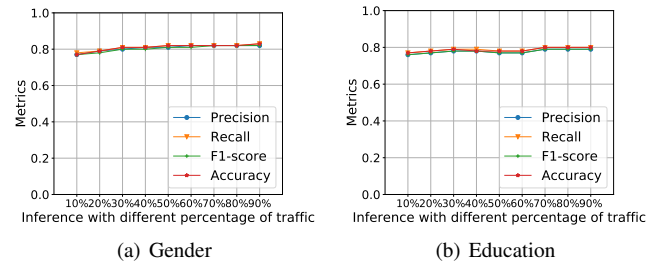 1.0
0.8
0.6
0.4
0.2
0.0
Metrics
Precision
Recall
F1-score
Accuracy
10%20%30% 40% 50%60%70%80%90%
Inference with different percentage of traffic
(a) Gender
1.0
0.8
0.6
0.4
0.2
0.0
Metrics
Precision
Recall
F1-score
Accuracy
10%20%30%40%50%60%70%80%90%
Inference with different percentage of traffic
(b) Education